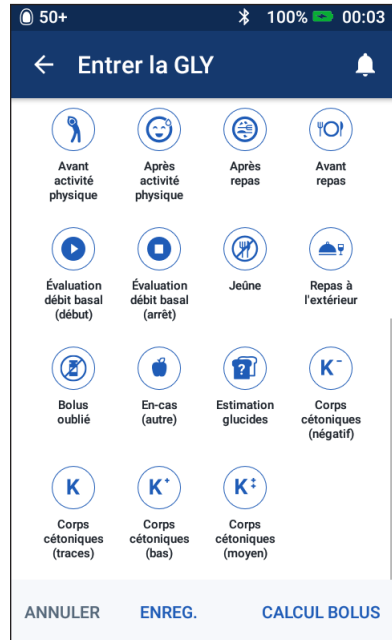 50+ 100% 00:03
Entrer la GLY
Avant activité physique
Après activité physique
Après repas
Avant repas
Évaluation débit basal (début)
Évaluation débit basal (arrêt)
Jeûne
Repas à l'extérieur
Bolus oublié
En-cas (autre)
Estimation glucides
?
K⁻
Corps cétoniques (négatif)
K
Corps cétoniques (traces)
K⁺
Corps cétoniques (bas)
K‡
Corps cétoniques (moyen)
ANNULER ENREG. CALCUL BOLUS